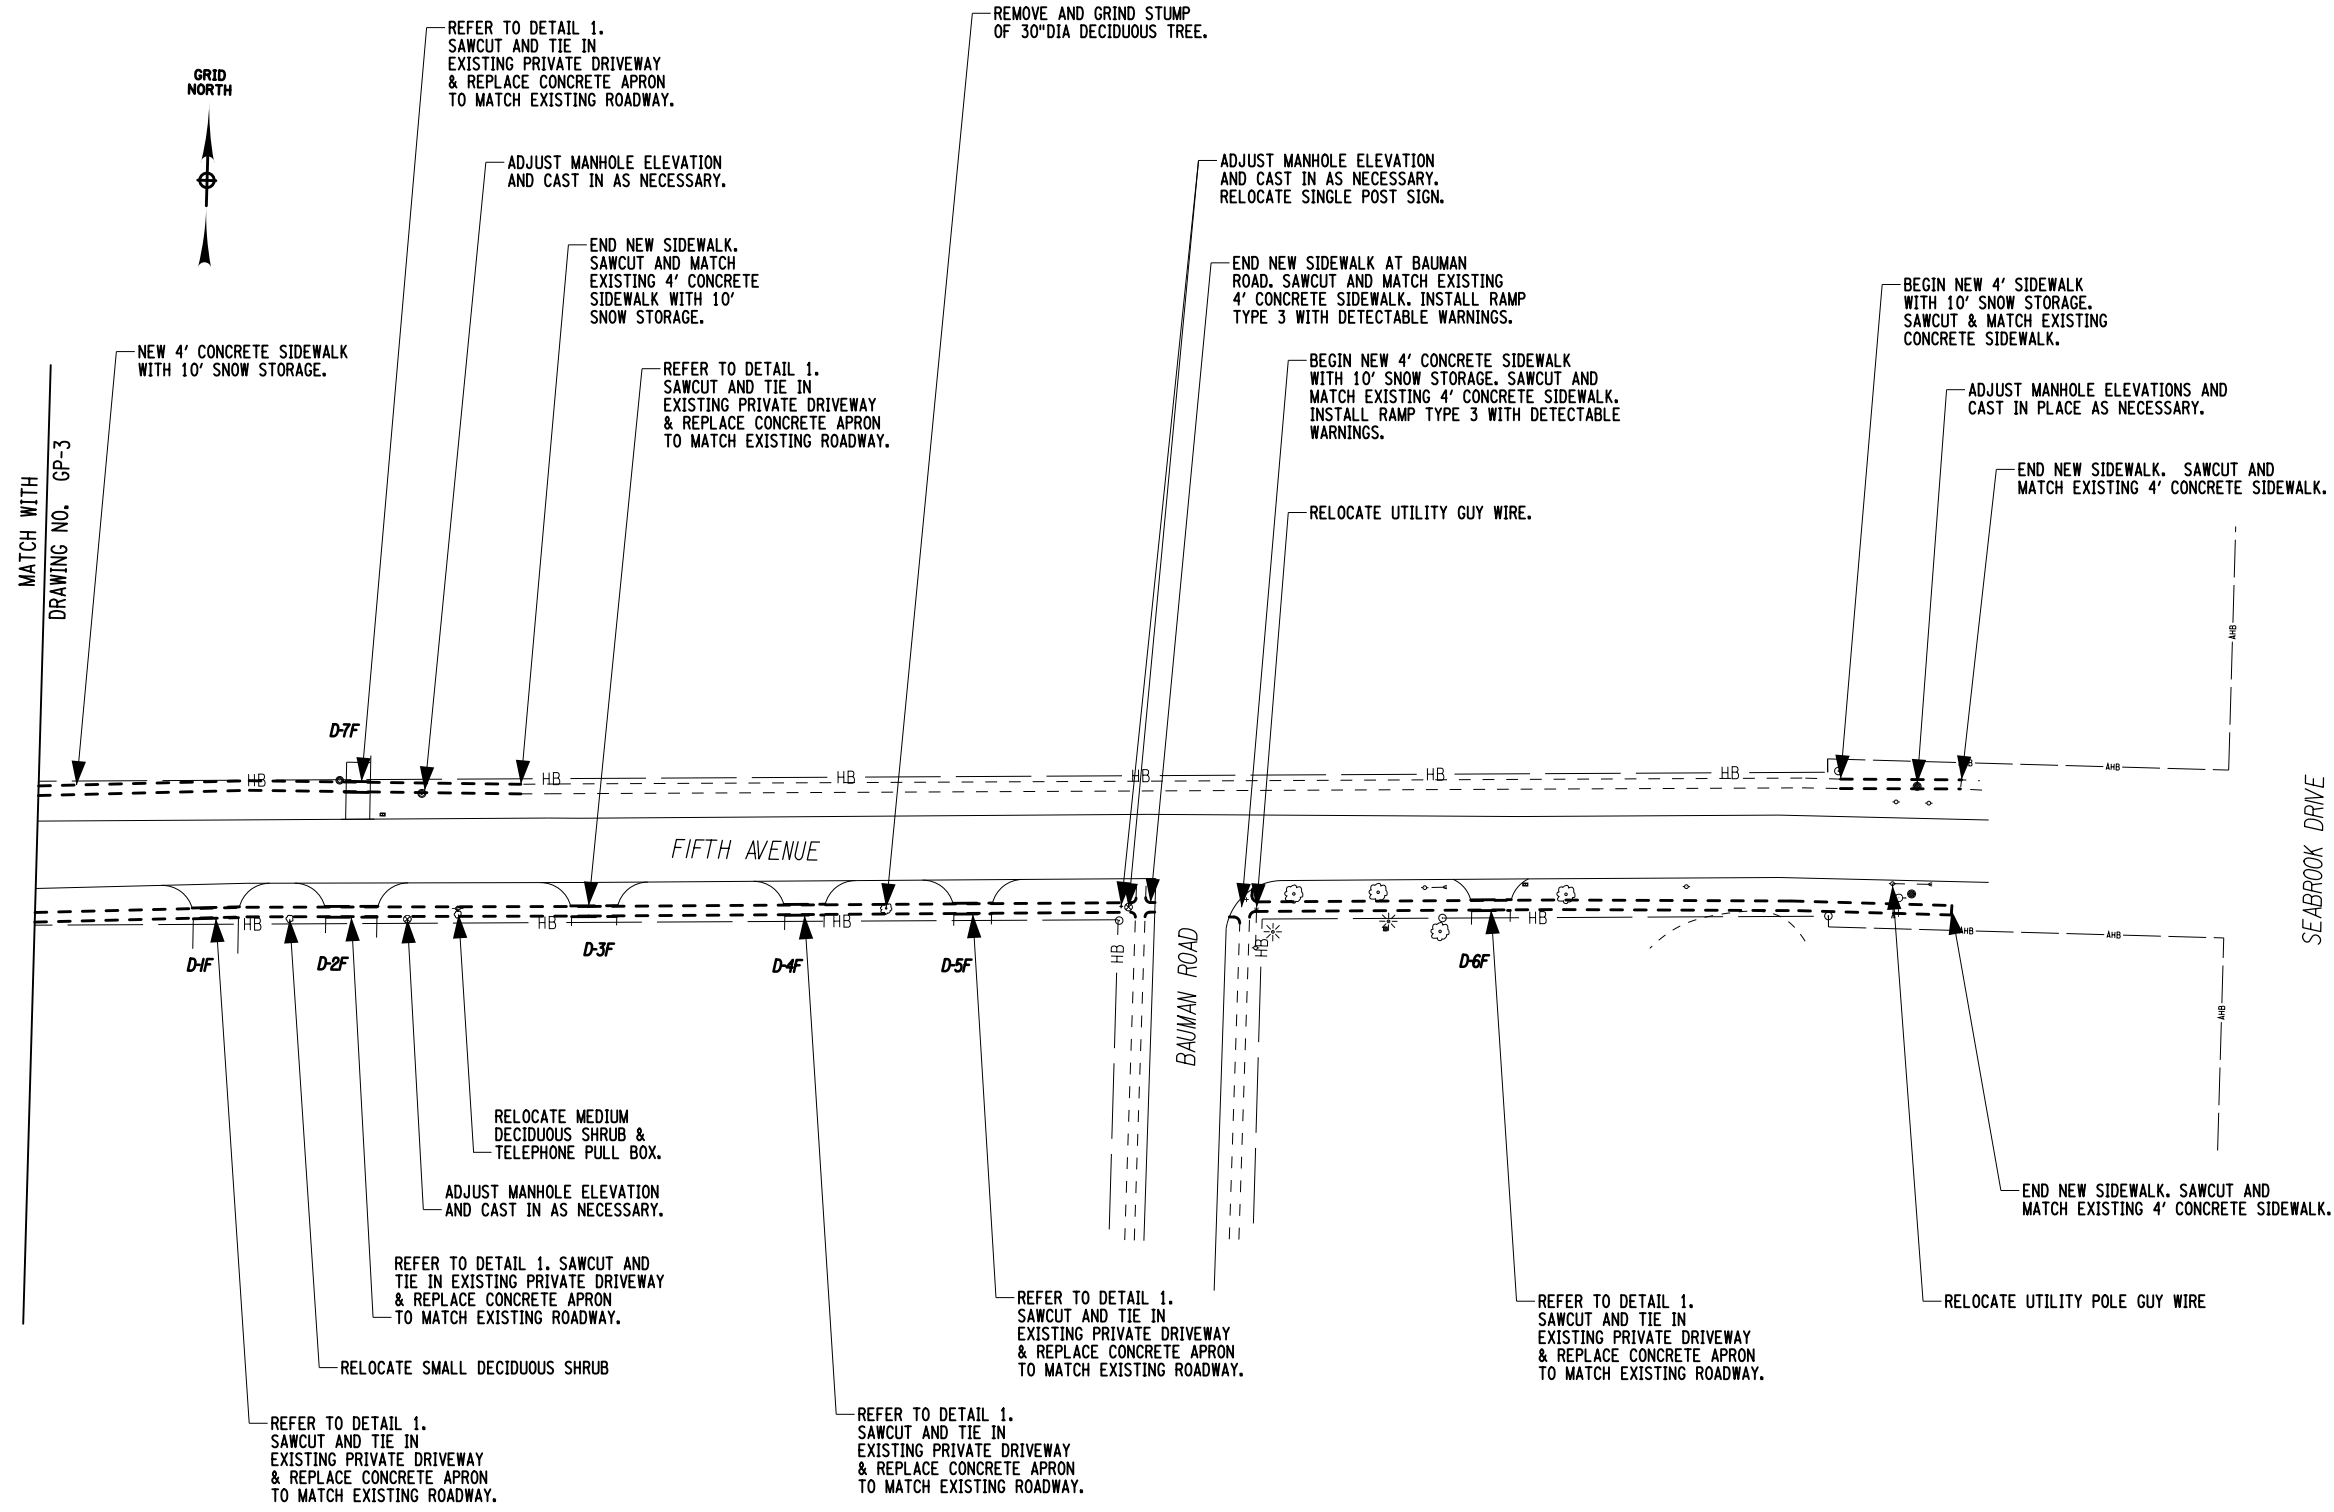 REFER TO DETAIL 1.
SAWCUT AND TIE IN
EXISTING PRIVATE DRIVEWAY
& REPLACE CONCRETE APRON
TO MATCH EXISTING ROADWAY.
REMOVE AND GRIND STUMP
OF 30"DIA DECIDUOUS TREE.
GRID
NORTH
ADJUST MANHOLE ELEVATION
AND CAST IN AS NECESSARY.
ADJUST MANHOLE ELEVATION
AND CAST IN AS NECESSARY.
RELOCATE SINGLE POST SIGN.
END NEW SIDEWALK.
SAWCUT AND MATCH
EXISTING 4' CONCRETE
SIDEWALK WITH 10'
SNOW STORAGE.
END NEW SIDEWALK AT BAUMAN
ROAD. SAWCUT AND MATCH EXISTING
4' CONCRETE SIDEWALK. INSTALL RAMP
TYPE 3 WITH DETECTABLE WARNINGS.
BEGIN NEW 4' SIDEWALK
WITH 10' SNOW STORAGE.
SAWCUT & MATCH EXISTING
CONCRETE SIDEWALK.
NEW 4' CONCRETE SIDEWALK
WITH 10' SNOW STORAGE.
REFER TO DETAIL 1.
SAWCUT AND TIE IN
EXISTING PRIVATE DRIVEWAY
& REPLACE CONCRETE APRON
TO MATCH EXISTING ROADWAY.
BEGIN NEW 4' CONCRETE SIDEWALK
WITH 10' SNOW STORAGE. SAWCUT AND
MATCH EXISTING 4' CONCRETE SIDEWALK.
INSTALL RAMP TYPE 3 WITH DETECTABLE
WARNINGS.
ADJUST MANHOLE ELEVATIONS AND
CAST IN PLACE AS NECESSARY.
END NEW SIDEWALK. SAWCUT AND
MATCH EXISTING 4' CONCRETE SIDEWALK.
RELOCATE UTILITY GUY WIRE.
MATCH WITH
DRAWING NO. GP-3
AHB
D-7F
HB
HB
HB
HB
HB
HB
HB
AHB
FIFTH AVENUE
SEABROOK DRIVE
HB
HB
HB
HB
HB
HB
AHB
AHB
D-1F
D-2F
D-3F
D-4F
D-5F
D-6F
BAUMAN ROAD
AHB
RELOCATE MEDIUM
DECIDUOUS SHRUB &
TELEPHONE PULL BOX.
ADJUST MANHOLE ELEVATION
AND CAST IN AS NECESSARY.
END NEW SIDEWALK. SAWCUT AND
MATCH EXISTING 4' CONCRETE SIDEWALK.
REFER TO DETAIL 1. SAWCUT AND
TIE IN EXISTING PRIVATE DRIVEWAY
& REPLACE CONCRETE APRON
TO MATCH EXISTING ROADWAY.
REFER TO DETAIL 1.
SAWCUT AND TIE IN
EXISTING PRIVATE DRIVEWAY
& REPLACE CONCRETE APRON
TO MATCH EXISTING ROADWAY.
REFER TO DETAIL 1.
SAWCUT AND TIE IN
EXISTING PRIVATE DRIVEWAY
& REPLACE CONCRETE APRON
TO MATCH EXISTING ROADWAY.
RELOCATE UTILITY POLE GUY WIRE
RELOCATE SMALL DECIDUOUS SHRUB
REFER TO DETAIL 1.
SAWCUT AND TIE IN
EXISTING PRIVATE DRIVEWAY
& REPLACE CONCRETE APRON
TO MATCH EXISTING ROADWAY.
REFER TO DETAIL 1.
SAWCUT AND TIE IN
EXISTING PRIVATE DRIVEWAY
& REPLACE CONCRETE APRON
TO MATCH EXISTING ROADWAY.